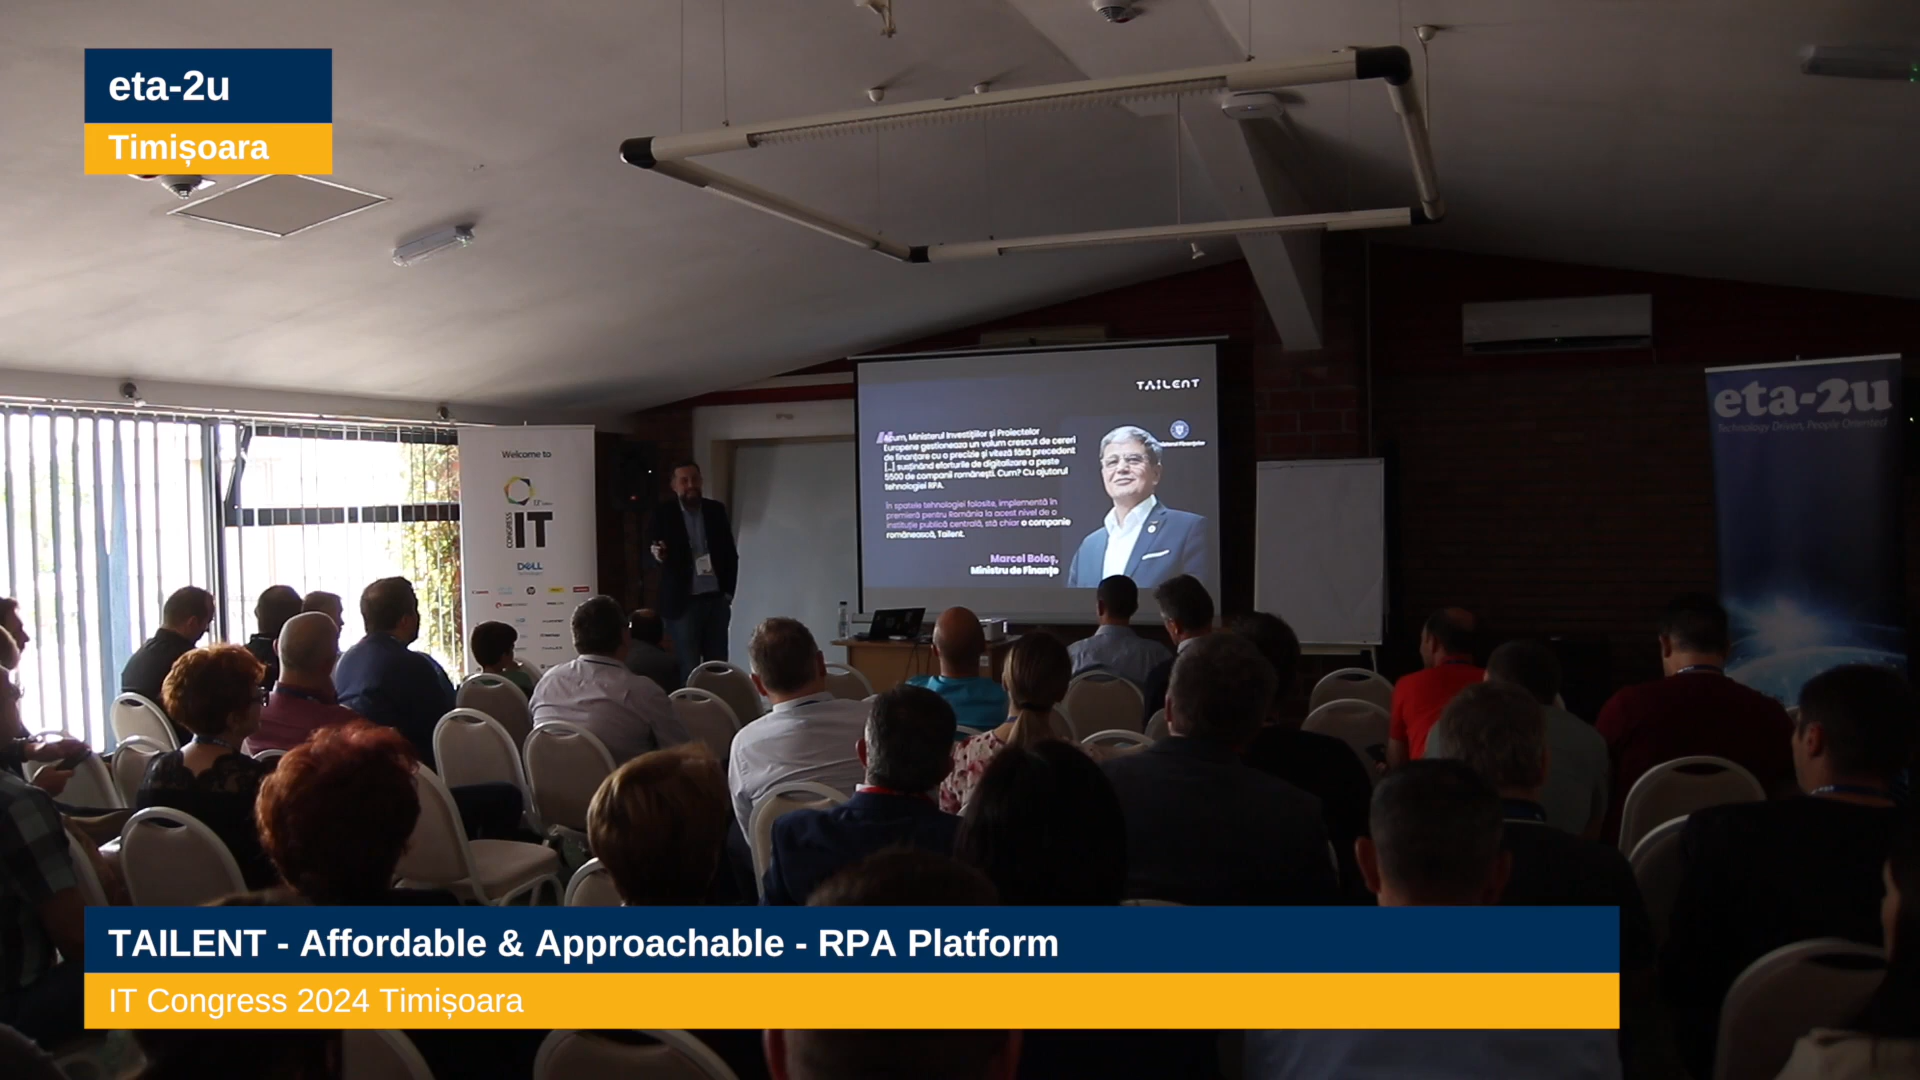 eta-2u
Timișoara
TAILENT
Acum, Ministerul Investițiilor și Proiectelor
Europene gestioneaza un volum crescut de cereri
de finanțare cu o precizie și viteză fără precedent
[...] susținând eforturile de digitalizare a peste
5500 de companii românești. Cum? Cu ajutorul
tehnologiei RPA.
În spatele tehnologiei folosite, implementă în
premieră pentru România la acest nivel de o
instituție publică centrală, stă chiar o companie
românească, Tailent.
Marcel Boloș,
Ministru de Finanțe
Ministerul Finanțelor
eta-2u
Technology Driven, People Oriented
Welcome to
CONGRESS
IT
DELL
TAILENT - Affordable & Approachable - RPA Platform
IT Congress 2024 Timișoara